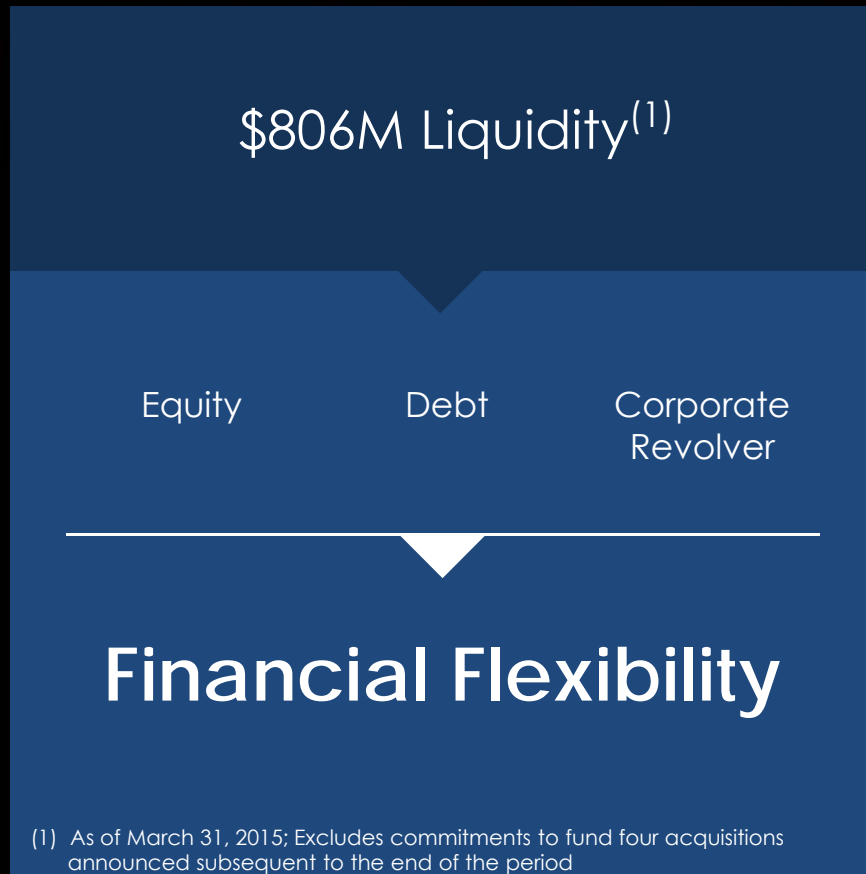 $806M Liquidity(1)
Equity Debt Corporate
Revolver
Financial Flexibility
(1) As of March 31, 2015; Excludes commitments to fund four acquisitions
announced subsequent to the end of the period